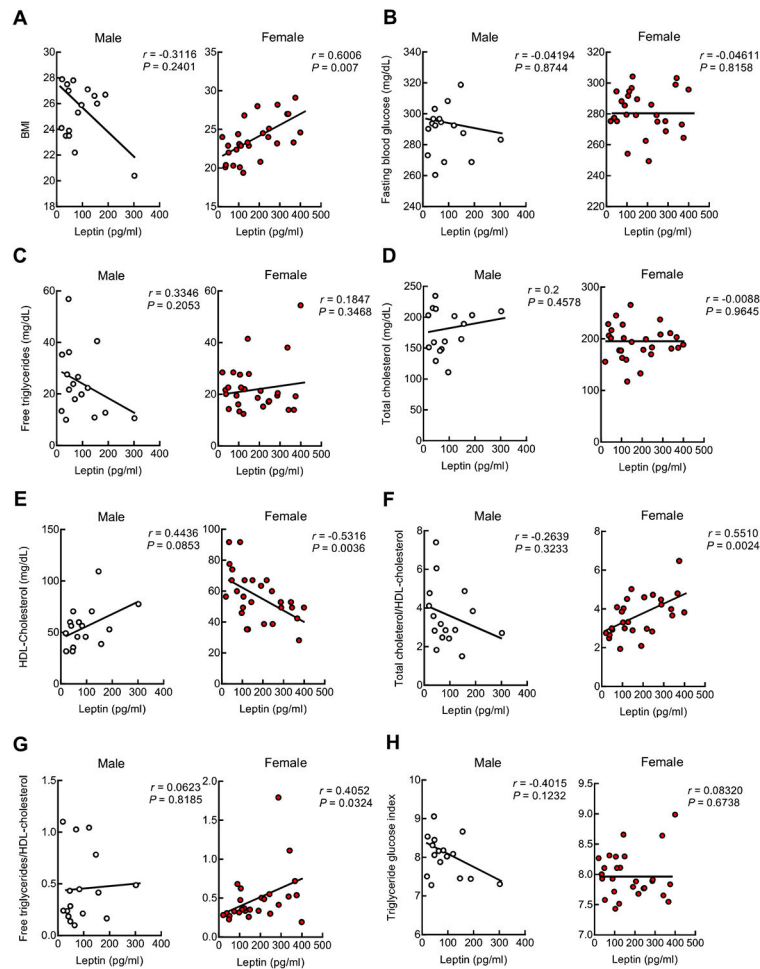 A
Male
r = -0.3116
P = 0.2401
BMI
28
26
24
22
20
18
0 100 200 300 400
Leptin (pg/ml)
Female
r = 0.6006
P = 0.007
35
30
25
20
15
0 100 200 300 400 500
Leptin (pg/ml)
B
Male
r = -0.04194
P = 0.8744
Fasting blood glucose (mg/dL)
340
320
300
280
260
240
0 100 200 300 400
Leptin (pg/ml)
Female
r = -0.04611
P = 0.8158
320
300
280
260
240
220
0 100 200 300 400 500
Leptin (pg/ml)
C
Male
r = 0.3346
P = 0.2053
Free triglycerides (mg/dL)
60
40
20
0
0 100 200 300 400
Leptin (pg/ml)
Female
r = 0.1847
P = 0.3468
60
40
20
0
0 100 200 300 400 500
Leptin (pg/ml)
D
Male
r = 0.2
P = 0.4578
Total cholesterol (mg/dL)
250
200
150
100
50
0
0 100 200 300 400
Leptin (pg/ml)
Female
r = -0.0088
P = 0.9645
300
200
100
0
0 100 200 300 400 500
Leptin (pg/ml)
E
Male
r = 0.4436
P = 0.0853
HDL-Cholesterol (mg/dL)
150
100
50
0
0 100 200 300 400
Leptin (pg/ml)
Female
r = -0.5316
P = 0.0036
100
80
60
40
20
0
0 100 200 300 400 500
Leptin (pg/ml)
F
Male
r = -0.2639
P = 0.3233
Total choleterol/HDL-cholesterol
8
6
4
2
0
0 100 200 300 400
Leptin (pg/ml)
Female
r = 0.5510
P = 0.0024
8
6
4
2
0
0 100 200 300 400 500
Leptin (pg/ml)
G
Male
r = 0.0623
P = 0.8185
Free triglycerides/HDL-cholesterol
1.5
1.0
0.5
0.0
0 100 200 300 400
Leptin (pg/ml)
Female
r = 0.4052
P = 0.0324
2.0
1.5
1.0
0.5
0.0
0 100 200 300 400 500
Leptin (pg/ml)
H
Male
r = -0.4015
P = 0.1232
Triglyceride glucose index
10
9
8
7
6
0 100 200 300 400
Leptin (pg/ml)
Female
r = 0.08320
P = 0.6738
9.5
9.0
8.5
8.0
7.5
7.0
0 100 200 300 400 500
Leptin (pg/ml)